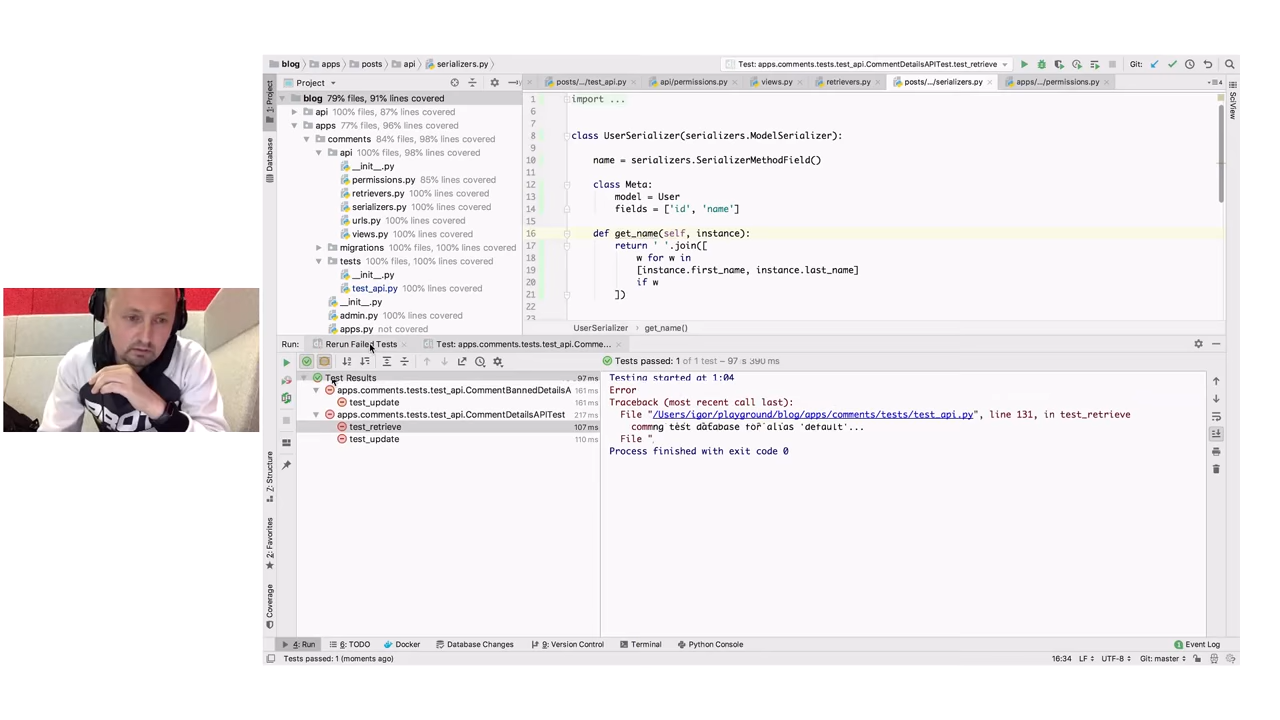 blog apps posts api serializers.py Test: apps.comments.tests.test_api.CommentDetailsAPITest.test_retrieve Git:
Project posts/.../test_api.py api/permissions.py views.py retrievers.py posts/.../serializers.py apps/.../permissions.py
1: Project
Database
blog 79% files, 91% lines covered
api 100% files, 87% lines covered
apps 77% files, 96% lines covered
comments 84% files, 98% lines covered
api 100% files, 100% lines covered
__init__.py
permissions.py 85% lines covered
retrievers.py 100% lines covered
serializers.py 100% lines covered
urls.py 100% lines covered
views.py 100% lines covered
migrations 100% files, 100% lines covered
tests 100% files, 100% lines covered
__init__.py
test_api.py 100% lines covered
__init__.py
admin.py 100% lines covered
apps.py not covered
1 import ...
6
7
8 class UserSerializer(serializers.ModelSerializer):
9
10 name = serializers.SerializerMethodField()
11
12 class Meta:
13 model = User
14 fields = ['id', 'name']
15
16 def get_name(self, instance):
17 return ' '.join([
18 w for w in
19 [instance.first_name, instance.last_name]
20 if w
21 ])
22
UserSerializer get_name()
SciView
Run: Rerun Failed Tests Test: apps.comments.tests.test_api.Comme...
Tests passed: 1 of 1 test – 97
Test Results 97 ms
apps.comments.tests.test_api.CommentBannedDetailsA 161 ms
test_update 161 ms
apps.comments.tests.test_api.CommentDetailsAPITest 217 ms
test_retrieve 107 ms
test_update 110 ms
Testing started at 1:04
Error
Traceback (most recent call last):
File "/Users/igor/playground/blog/apps/comments/tests/test_api.py", line 131, in test_retrieve
test database for alias 'default'...
File "
Process finished with exit code 0
7: Structure
2: Favorites
Coverage
4: Run 6: TODO Docker Database Changes 9: Version Control Terminal Python Console Event Log
Tests passed: 1 (moments ago) 16:34 LF UTF-8 Git: master